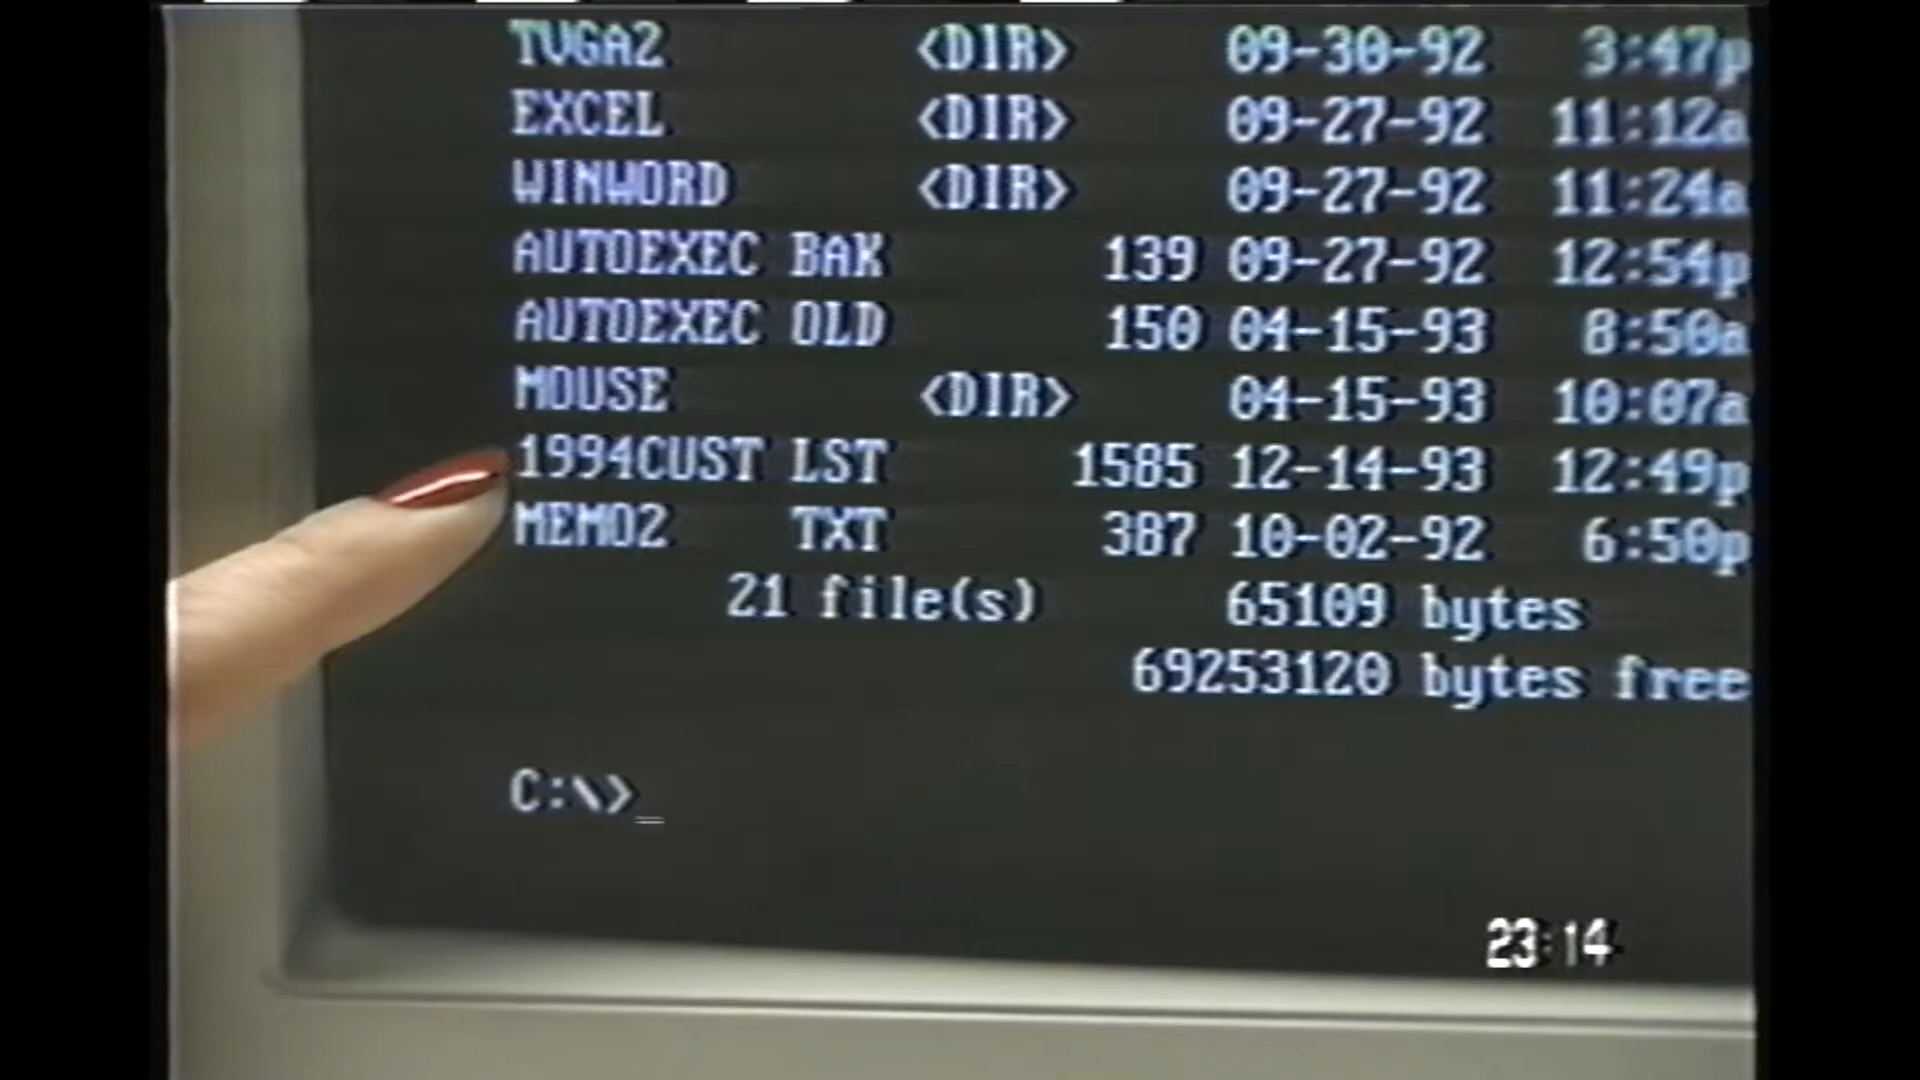 TVGA2 <DIR> 09-30-92 3:47p
EXCEL <DIR> 09-27-92 11:12a
WINWORD <DIR> 09-27-92 11:24a
AUTOEXEC BAK 139 09-27-92 12:54p
AUTOEXEC OLD 150 04-15-93 8:50a
MOUSE <DIR> 04-15-93 10:07a
1994CUST LST 1585 12-14-93 12:49p
MEMO2 TXT 387 10-02-92 6:50p
21 file(s) 65109 bytes
69253120 bytes free
C:\>_
23:14